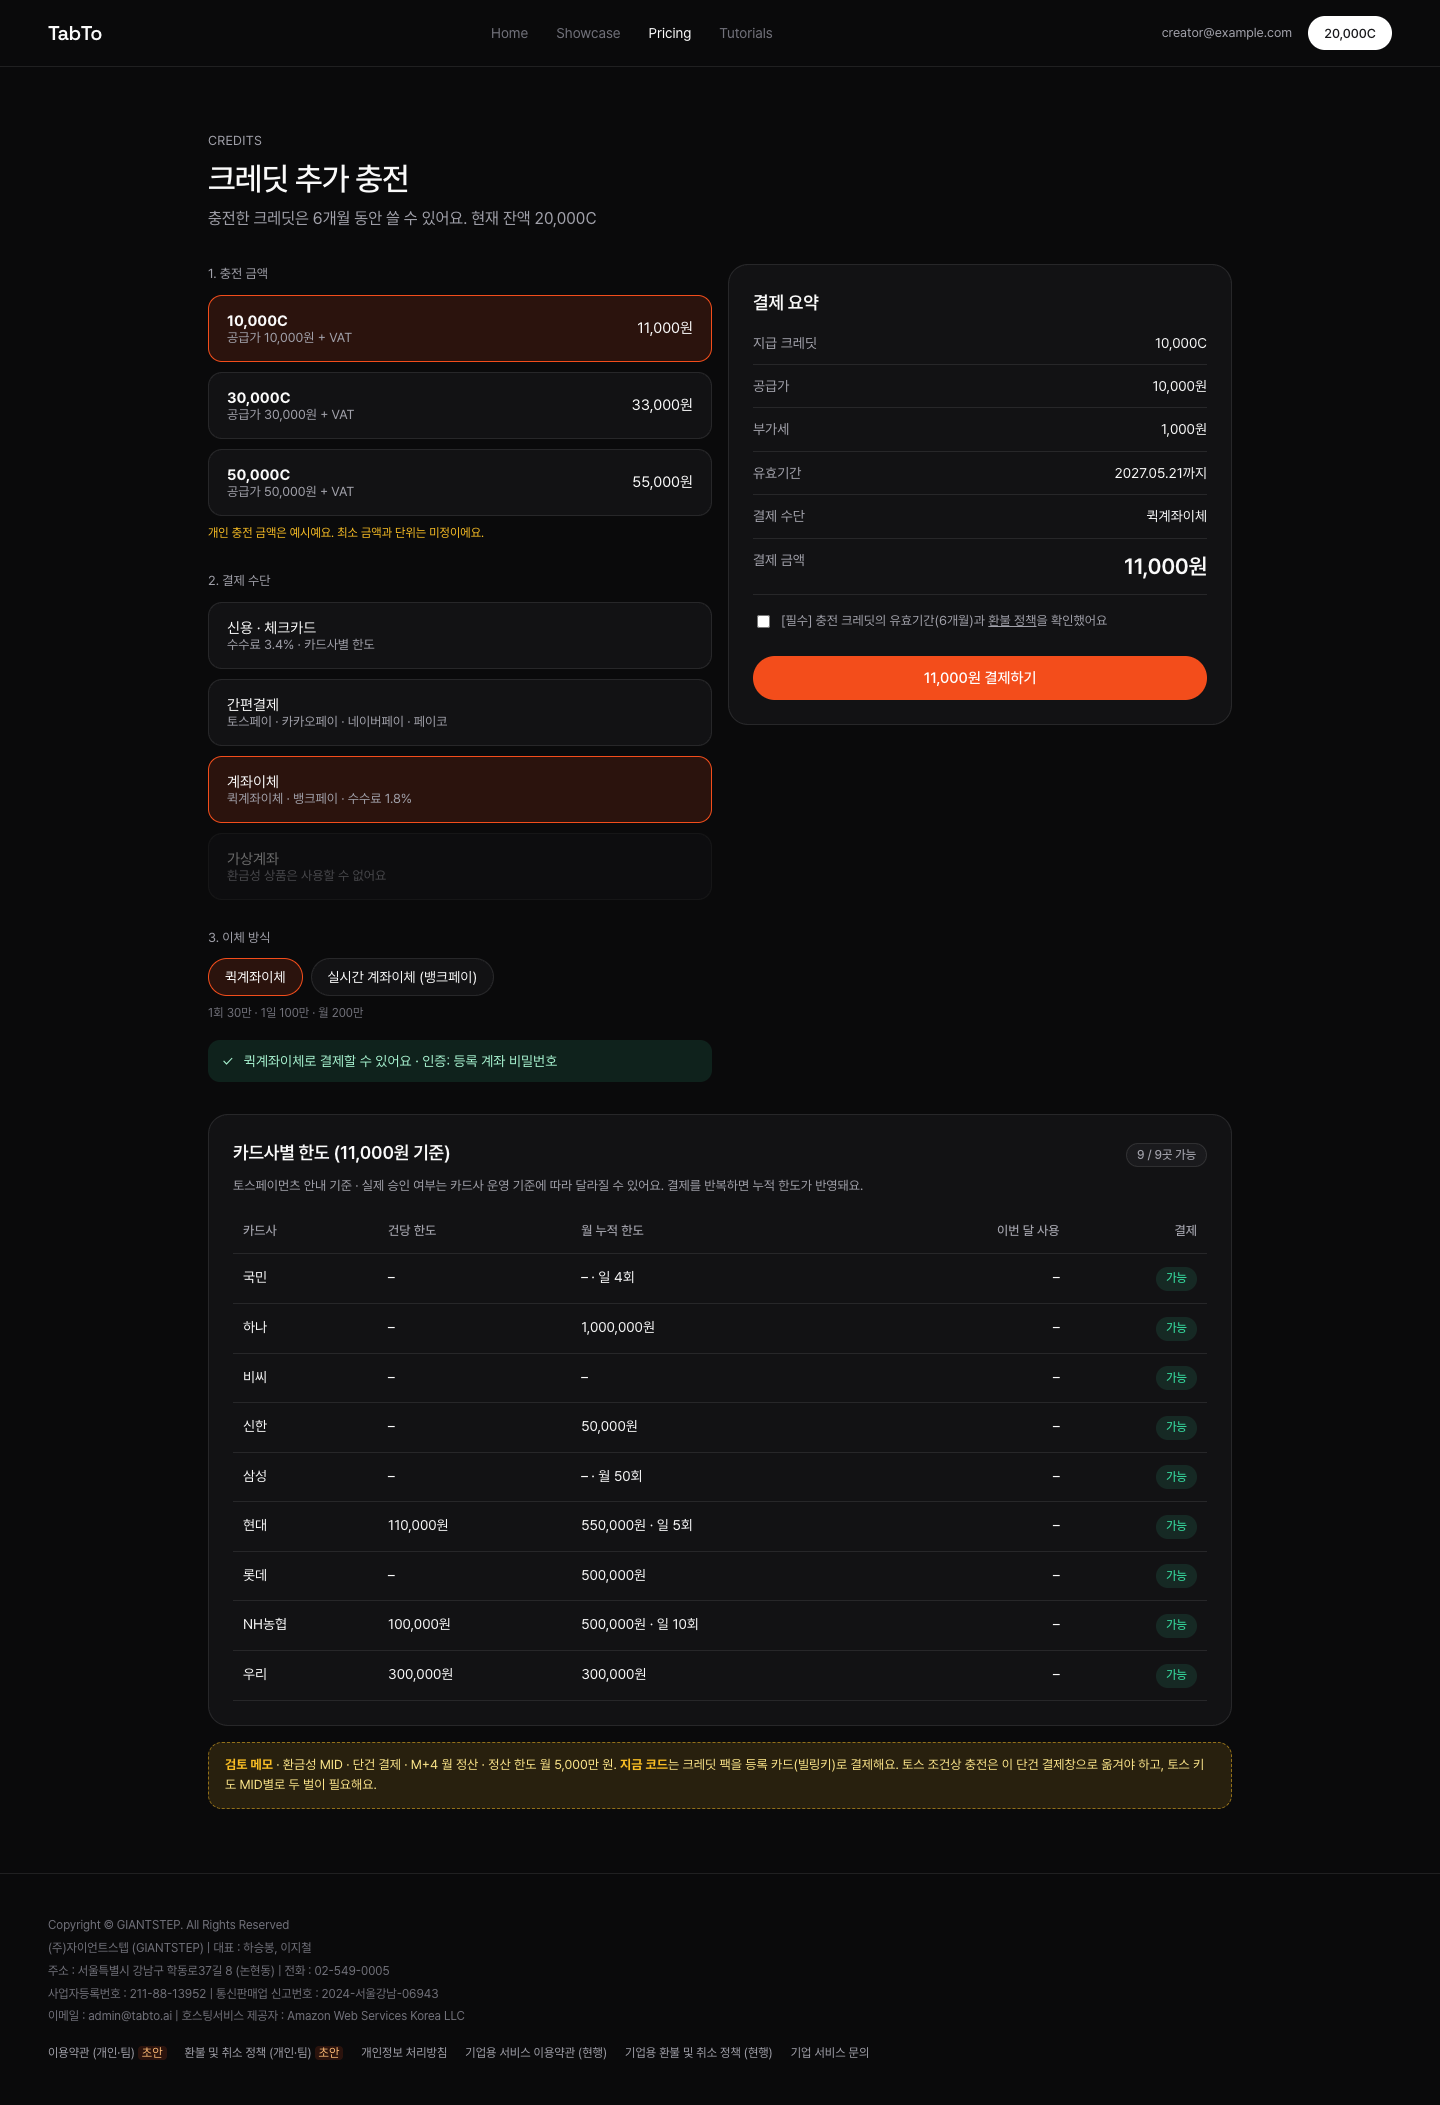 TabTo
Home Showcase Pricing Tutorials
creator@example.com 20,000C
CREDITS
크레딧 추가 충전
충전한 크레딧은 6개월 동안 쓸 수 있어요. 현재 잔액 20,000C
1. 충전 금액
10,000C
공급가 10,000원 + VAT
11,000원
30,000C
공급가 30,000원 + VAT
33,000원
50,000C
공급가 50,000원 + VAT
55,000원
개인 충전 금액은 예시예요. 최소 금액과 단위는 미정이에요.
2. 결제 수단
신용 · 체크카드
수수료 3.4% · 카드사별 한도
간편결제
토스페이 · 카카오페이 · 네이버페이 · 페이코
계좌이체
퀵계좌이체 · 뱅크페이 · 수수료 1.8%
가상계좌
환금성 상품은 사용할 수 없어요
3. 이체 방식
퀵계좌이체 실시간 계좌이체 (뱅크페이)
1회 30만 · 1일 100만 · 월 200만
✓ 퀵계좌이체로 결제할 수 있어요 · 인증: 등록 계좌 비밀번호
결제 요약
지급 크레딧 10,000C
공급가 10,000원
부가세 1,000원
유효기간 2027.05.21까지
결제 수단 퀵계좌이체
결제 금액 11,000원
[필수] 충전 크레딧의 유효기간(6개월)과 환불 정책을 확인했어요
11,000원 결제하기
카드사별 한도 (11,000원 기준)
9 / 9곳 가능
토스페이먼츠 안내 기준 · 실제 승인 여부는 카드사 운영 기준에 따라 달라질 수 있어요. 결제를 반복하면 누적 한도가 반영돼요.
카드사 건당 한도 월 누적 한도 이번 달 사용 결제
국민 – – · 일 4회 – 가능
하나 – 1,000,000원 – 가능
비씨 – – – 가능
신한 – 50,000원 – 가능
삼성 – – · 월 50회 – 가능
현대 110,000원 550,000원 · 일 5회 – 가능
롯데 – 500,000원 – 가능
NH농협 100,000원 500,000원 · 일 10회 – 가능
우리 300,000원 300,000원 – 가능
검토 메모 · 환금성 MID · 단건 결제 · M+4 월 정산 · 정산 한도 월 5,000만 원. 지금 코드는 크레딧 팩을 등록 카드(빌링키)로 결제해요. 토스 조건상 충전은 이 단건 결제창으로 옮겨야 하고, 토스 키
도 MID별로 두 벌이 필요해요.
Copyright © GIANTSTEP. All Rights Reserved
(주)자이언트스텝 (GIANTSTEP) | 대표 : 하승봉, 이지철
주소 : 서울특별시 강남구 학동로37길 8 (논현동) | 전화 : 02-549-0005
사업자등록번호 : 211-88-13952 | 통신판매업 신고번호 : 2024-서울강남-06943
이메일 : admin@tabto.ai | 호스팅서비스 제공자 : Amazon Web Services Korea LLC
이용약관 (개인·팀) 초안 환불 및 취소 정책 (개인·팀) 초안 개인정보 처리방침 기업용 서비스 이용약관 (현행) 기업용 환불 및 취소 정책 (현행) 기업 서비스 문의